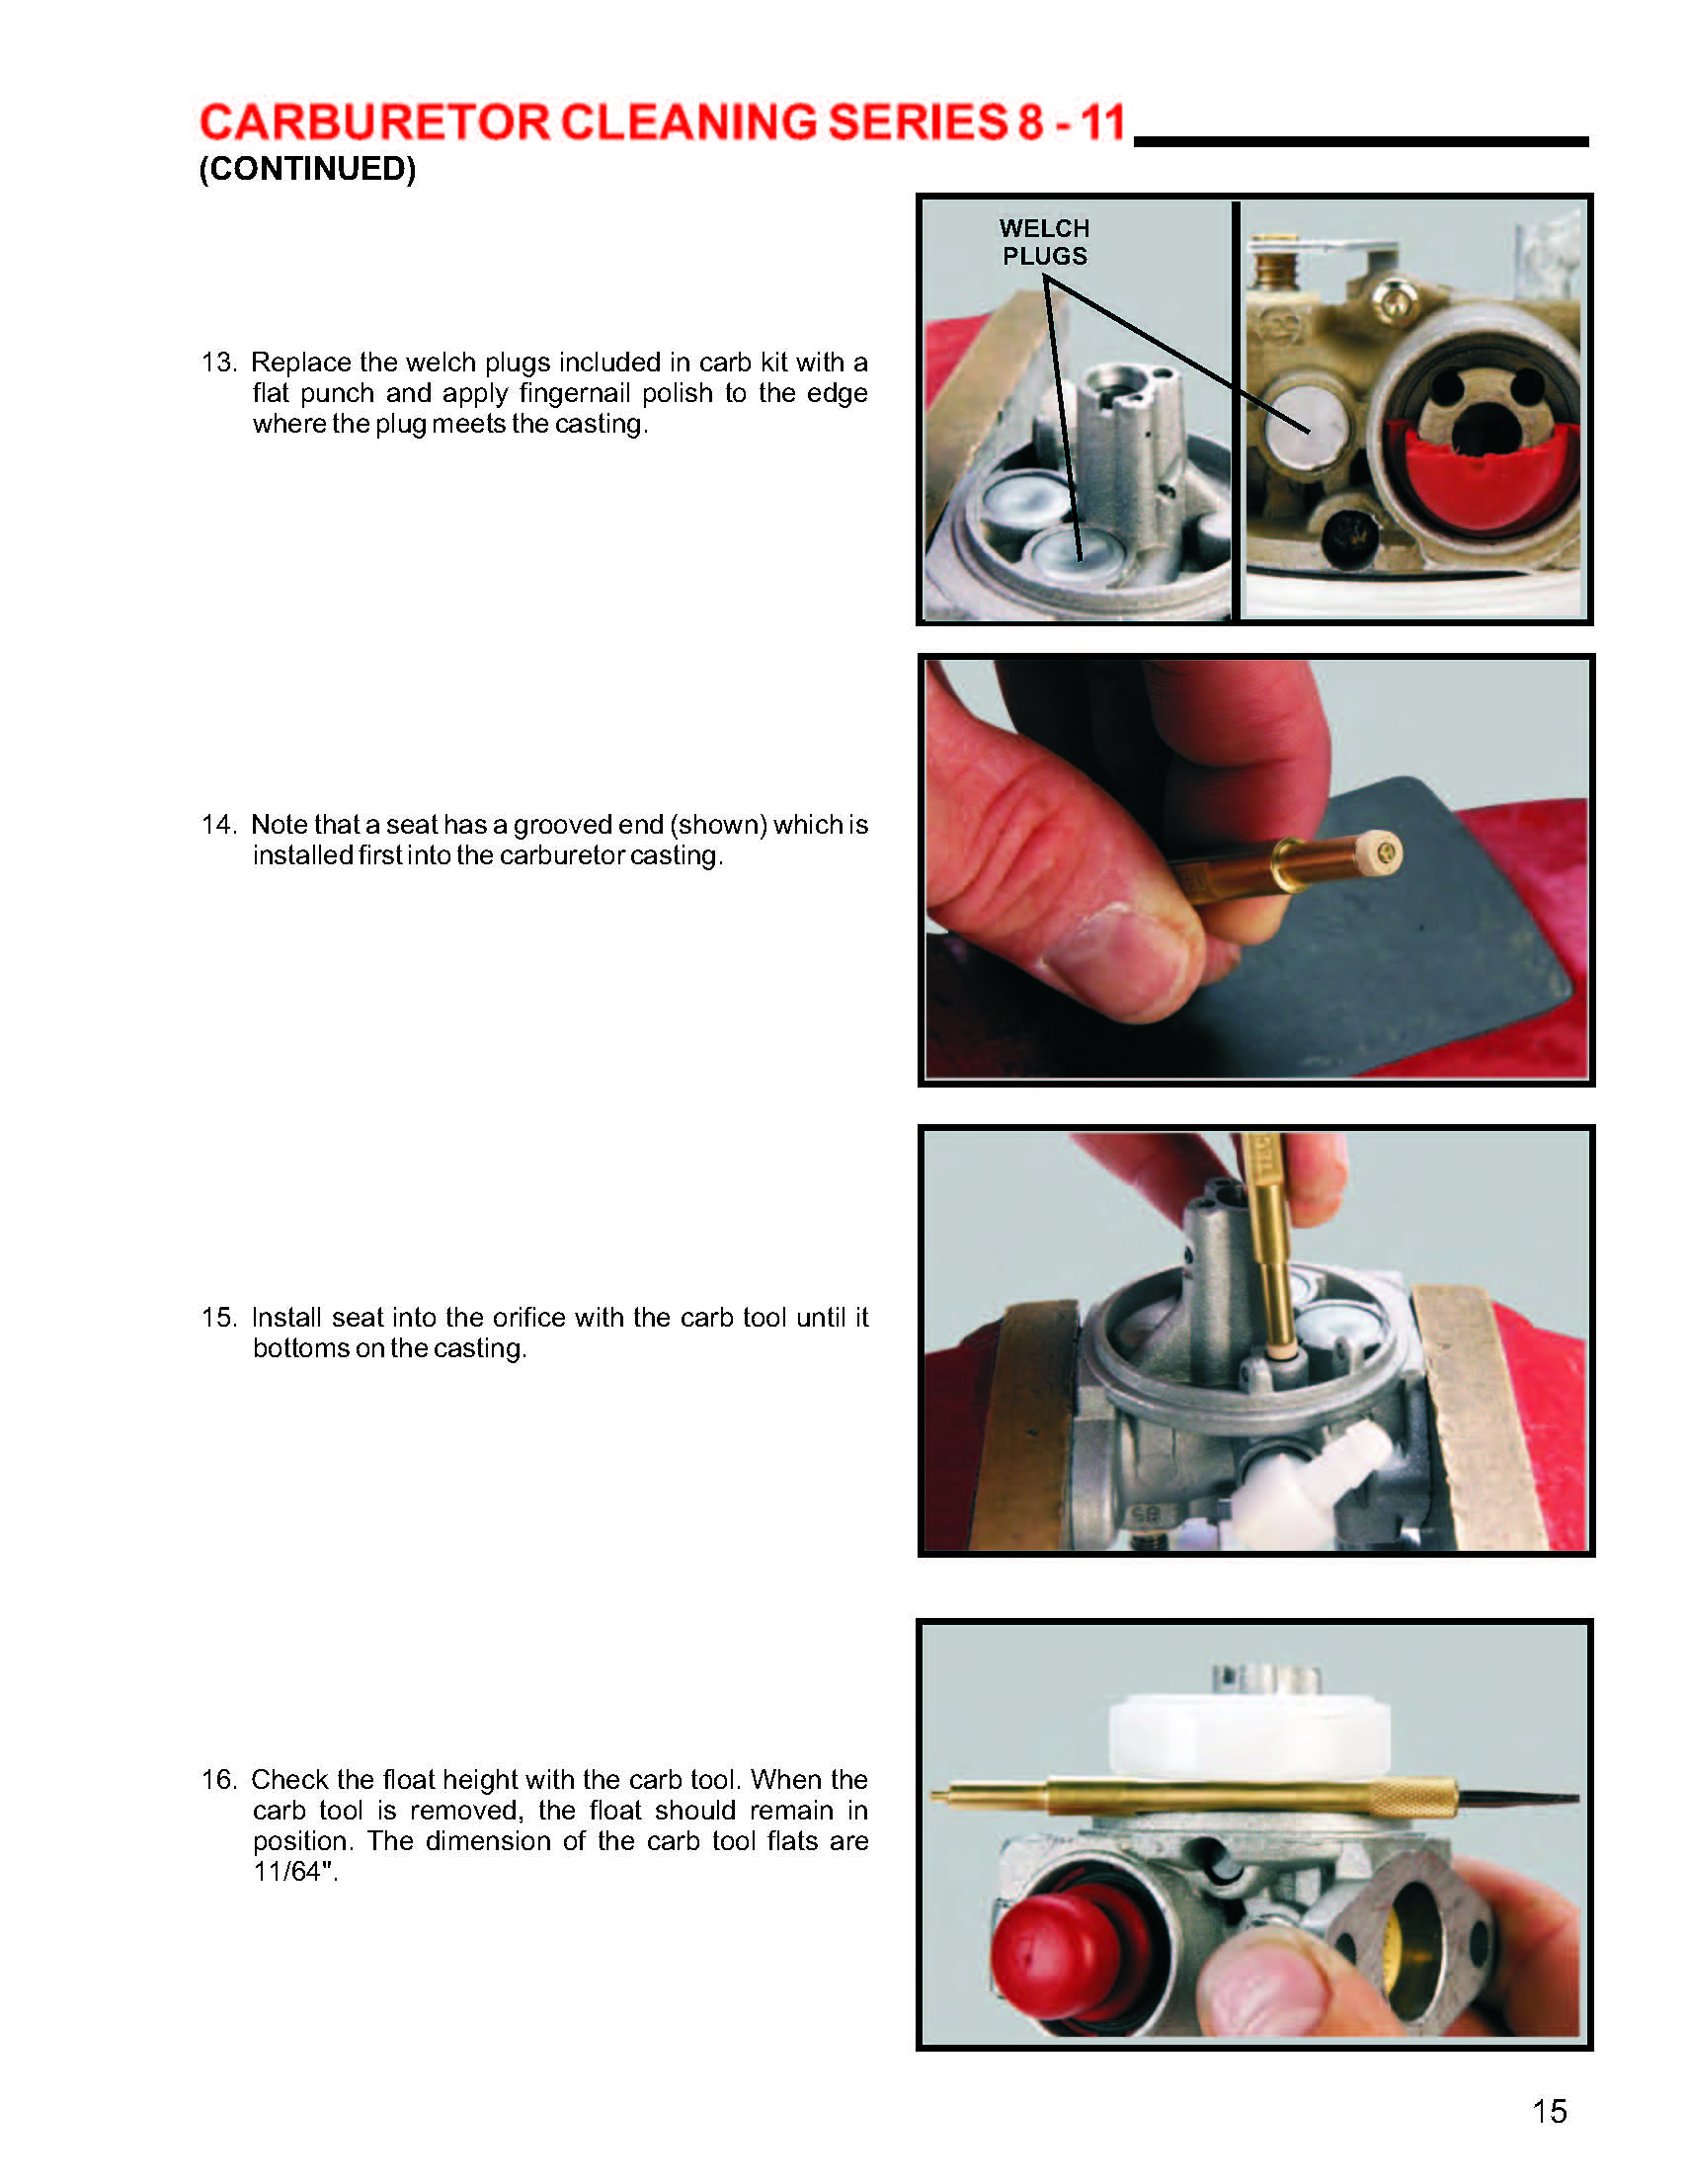 CARBURETOR CLEANING SERIES 8 - 11
(CONTINUED)
WELCH
PLUGS
13. Replace the welch plugs included in carb kit with a
flat punch and apply fingernail polish to the edge
where the plug meets the casting.
14. Note that a seat has a grooved end (shown) which is
installed first into the carburetor casting.
TEC
15. Install seat into the orifice with the carb tool until it
bottoms on the casting.
16. Check the float height with the carb tool. When the
carb tool is removed, the float should remain in
position. The dimension of the carb tool flats are
11/64".
15